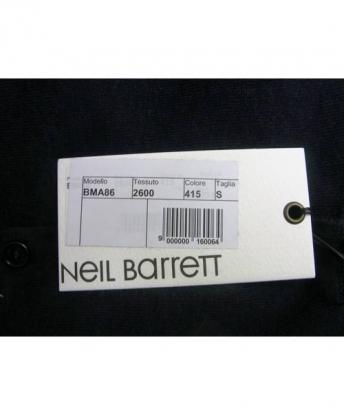 Modello Tessuto Colore Taglia
BMA86 2600 415 S
9 000000 160064
NEIL BarrETT